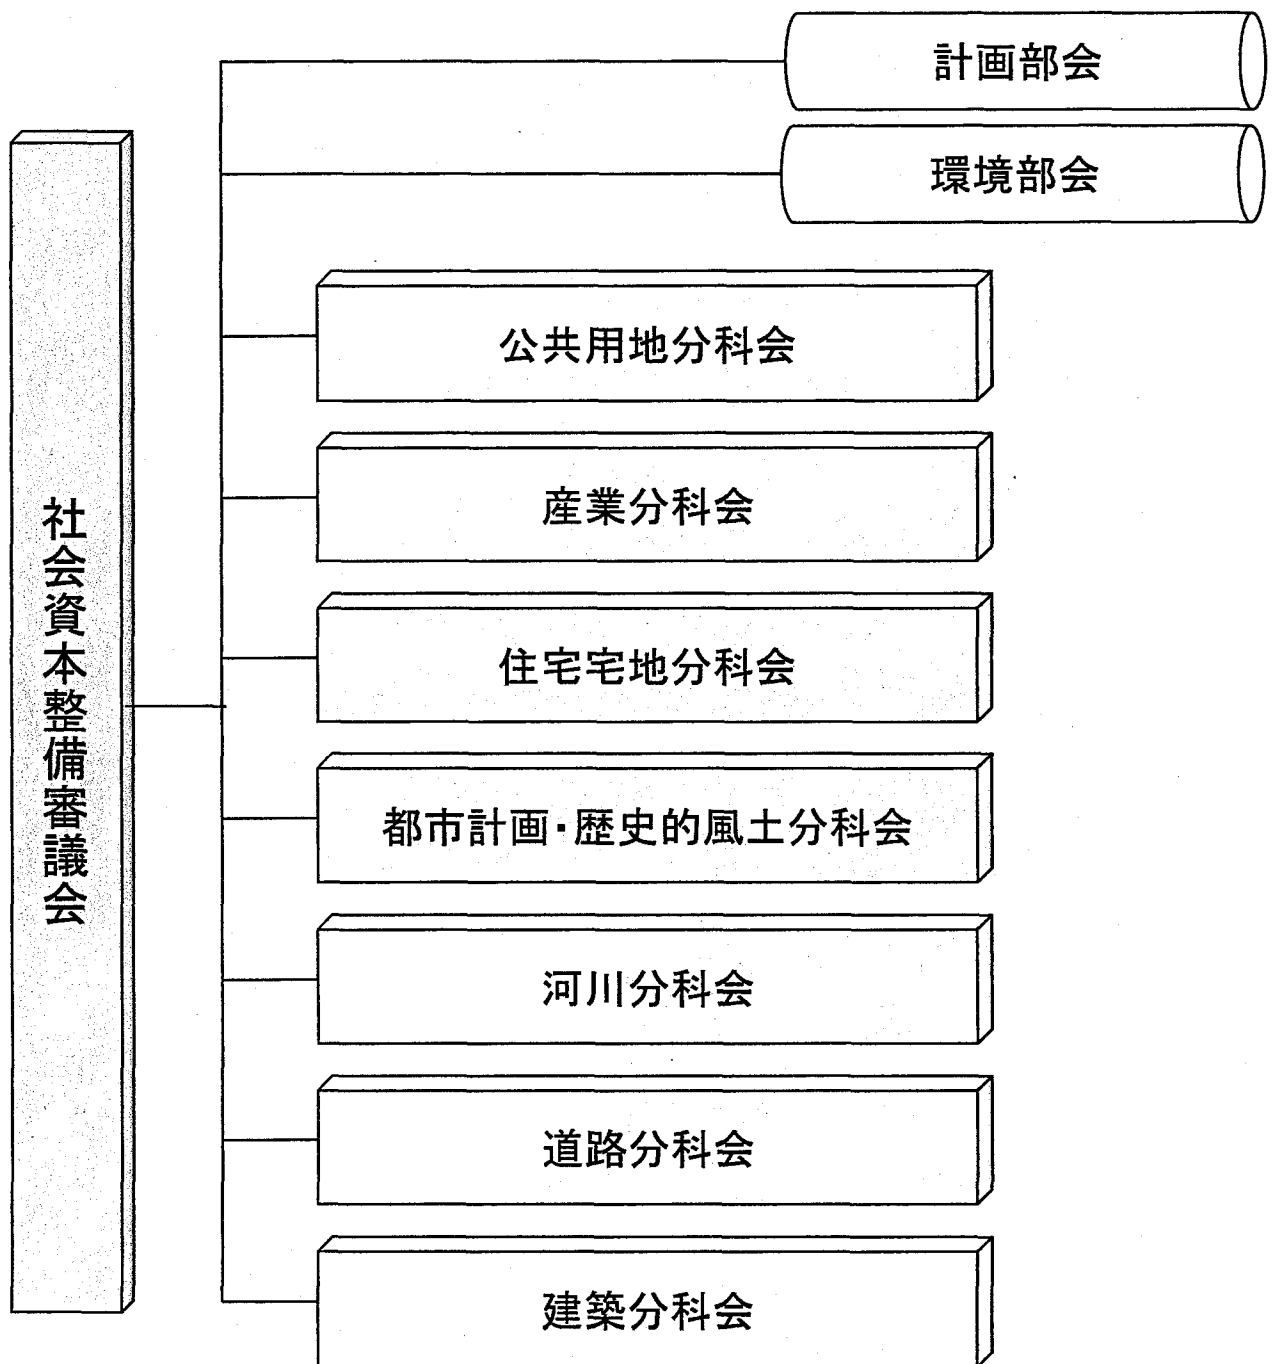 計画部会
環境部会
社会資本整備審議会
公共用地分科会
産業分科会
住宅宅地分科会
都市計画・歴史的風土分科会
河川分科会
道路分科会
建築分科会